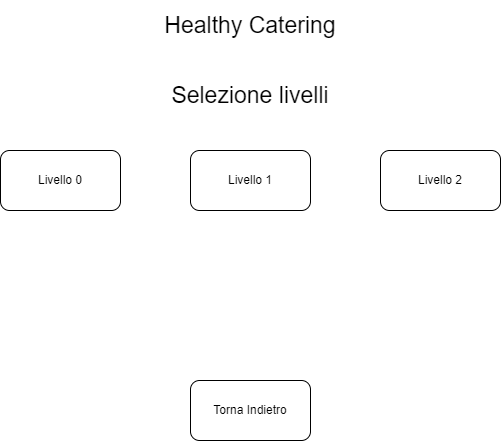 Healthy Catering
Selezione livelli
Livello 0
Livello 1
Livello 2
Torna Indietro